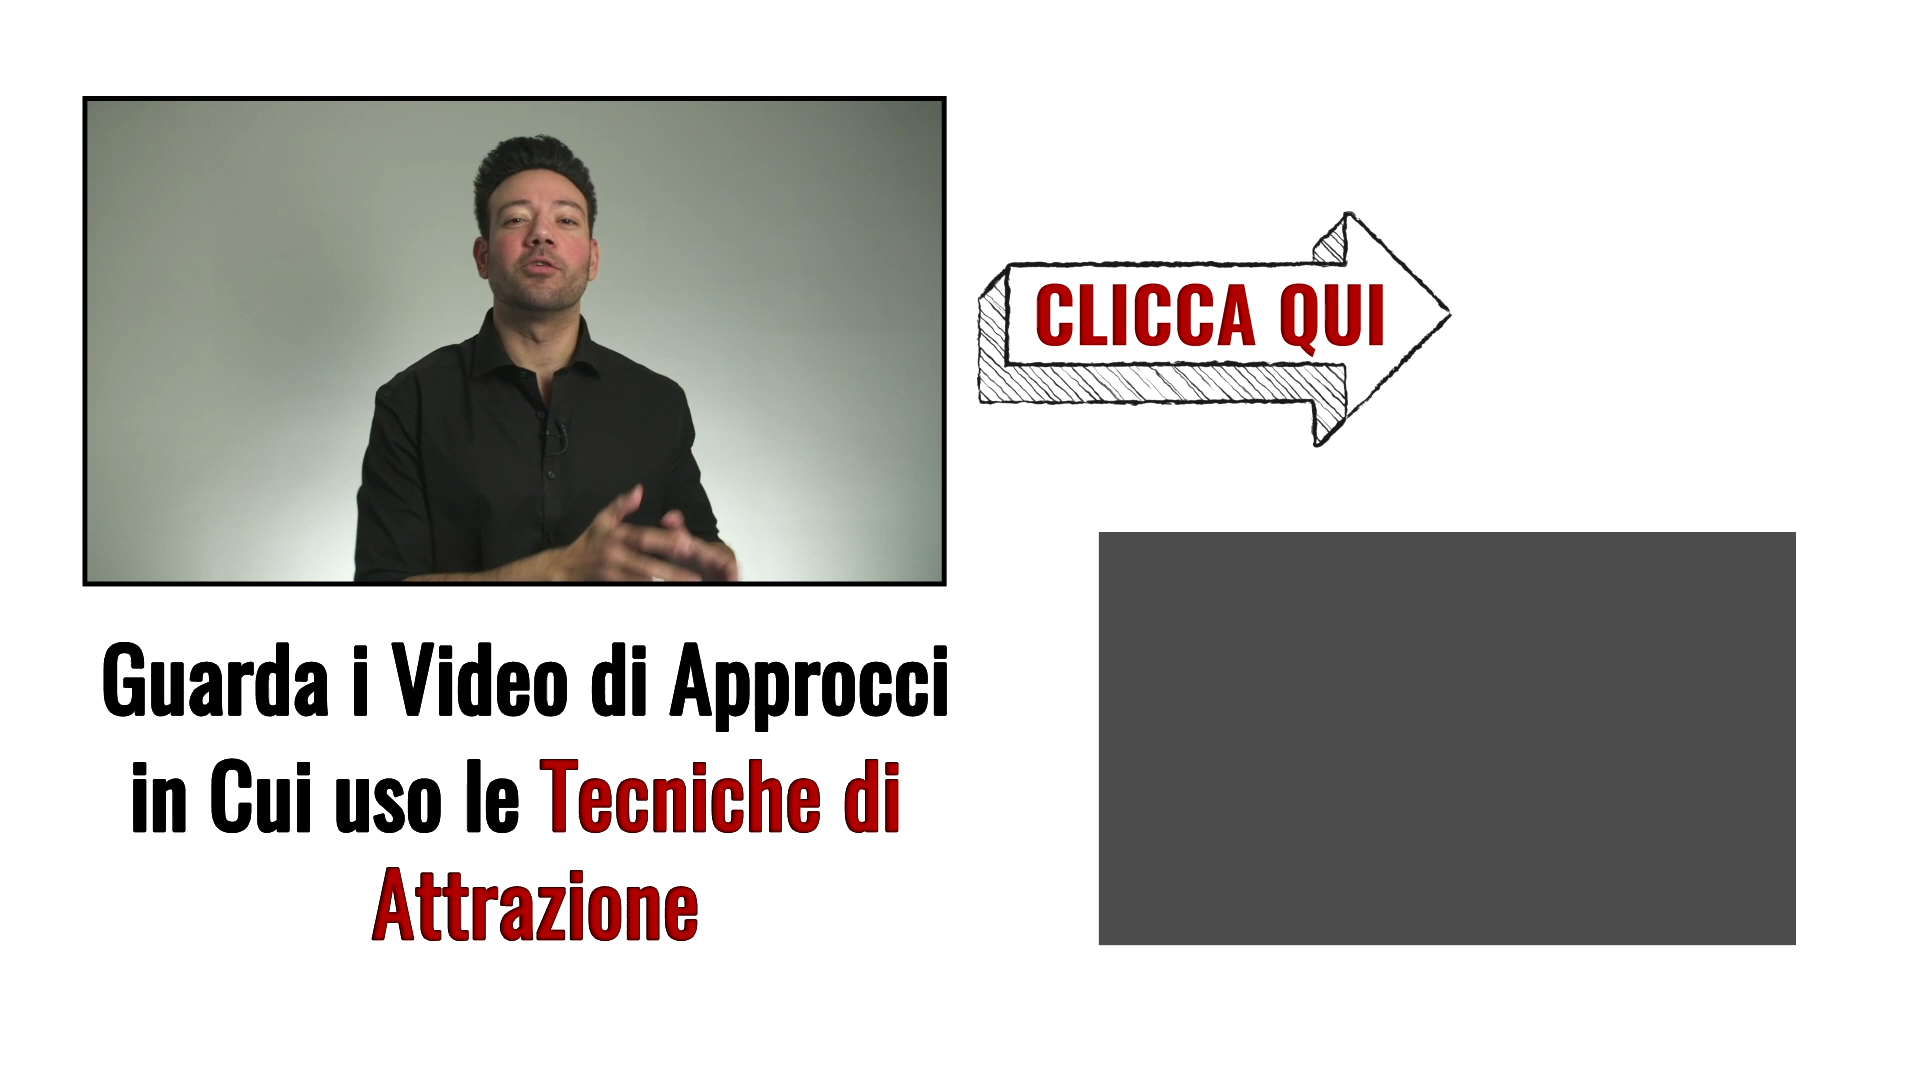 CLICCA QUI
Guarda i Video di Approcci
in Cui uso le Tecniche di
Attrazione